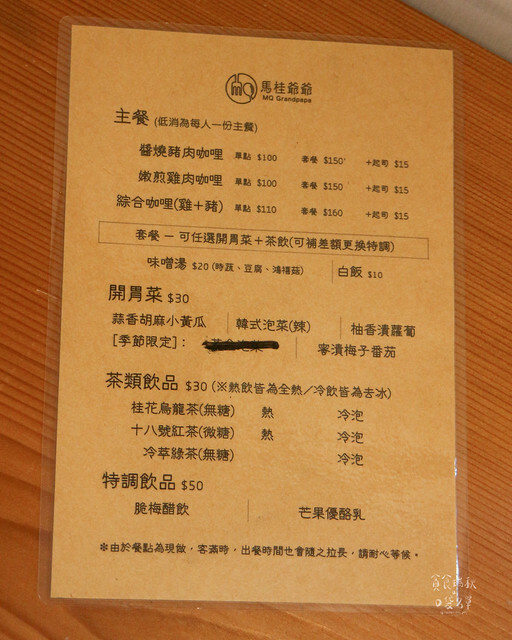 馬桂爺爺
MQ Grandpapa
主餐 (低消為每人一份主餐)
醬燒豬肉咖哩 單點 $100 套餐 $150 +起司 $15
嫩煎雞肉咖哩 單點 $100 套餐 $150 +起司 $15
綜合咖哩(雞+豬) 單點 $110 套餐 $160 +起司 $15
套餐 — 可任選開胃菜+茶飲(可補差額更換特調)
味噌湯 $20 (時蔬、豆腐、鴻禧菇) 白飯 $10
開胃菜 $30
蒜香胡麻小黃瓜 韓式泡菜(辣) 柚香漬蘿蔔
[季節限定]: 蜜漬梅子番茄
茶類飲品 $30 (※熱飲皆為全熱/冷飲皆為去冰)
桂花烏龍茶(無糖) 熱 冷泡
十八號紅茶(微糖) 熱 冷泡
冷萃綠茶(無糖) 冷泡
特調飲品 $50
脆梅醋飲 芒果優酪乳
※由於餐點為現做,客滿時,出餐時間也會隨之拉長,請耐心等候。